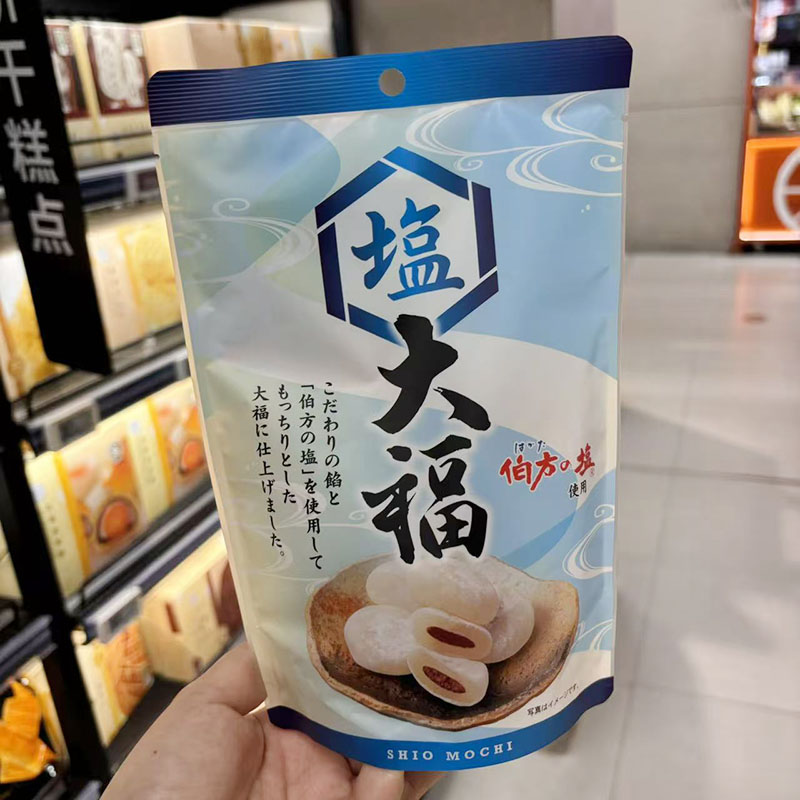 干糕点
塩
大福
こだわりの餡と
「伯方の塩」を使用して
もっちりとした
大福に仕上げました。
はかた
伯方の塩
使用
写真はイメージです。
SHIO MOCHI